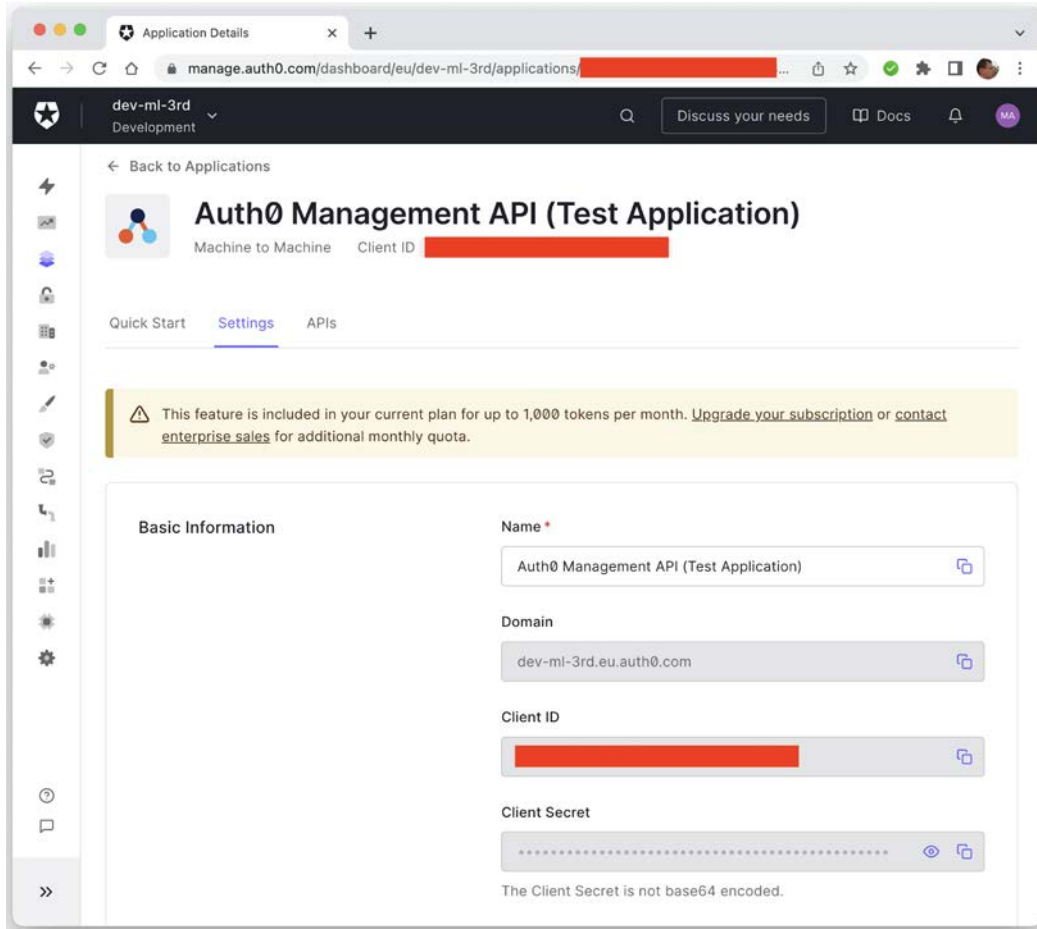 Application Details
manage.auth0.com/dashboard/eu/dev-ml-3rd/applications/ ...
dev-ml-3rd
Development
Discuss your needs
Docs
MA
← Back to Applications
Auth0 Management API (Test Application)
Machine to Machine Client ID
Quick Start Settings APIs
This feature is included in your current plan for up to 1,000 tokens per month. Upgrade your subscription or contact
enterprise sales for additional monthly quota.
Basic Information
Name *
Auth0 Management API (Test Application)
Domain
dev-ml-3rd.eu.auth0.com
Client ID
Client Secret
The Client Secret is not base64 encoded.